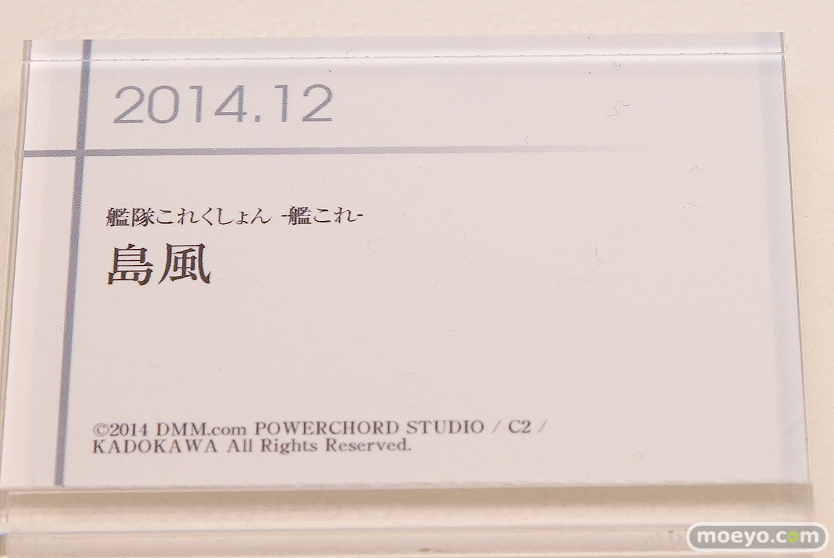 2014.12
艦隊これくしょん -艦これ-
島風
©2014 DMM.com POWERCHORD STUDIO / C2 /
KADOKAWA All Rights Reserved.
moeyo.com